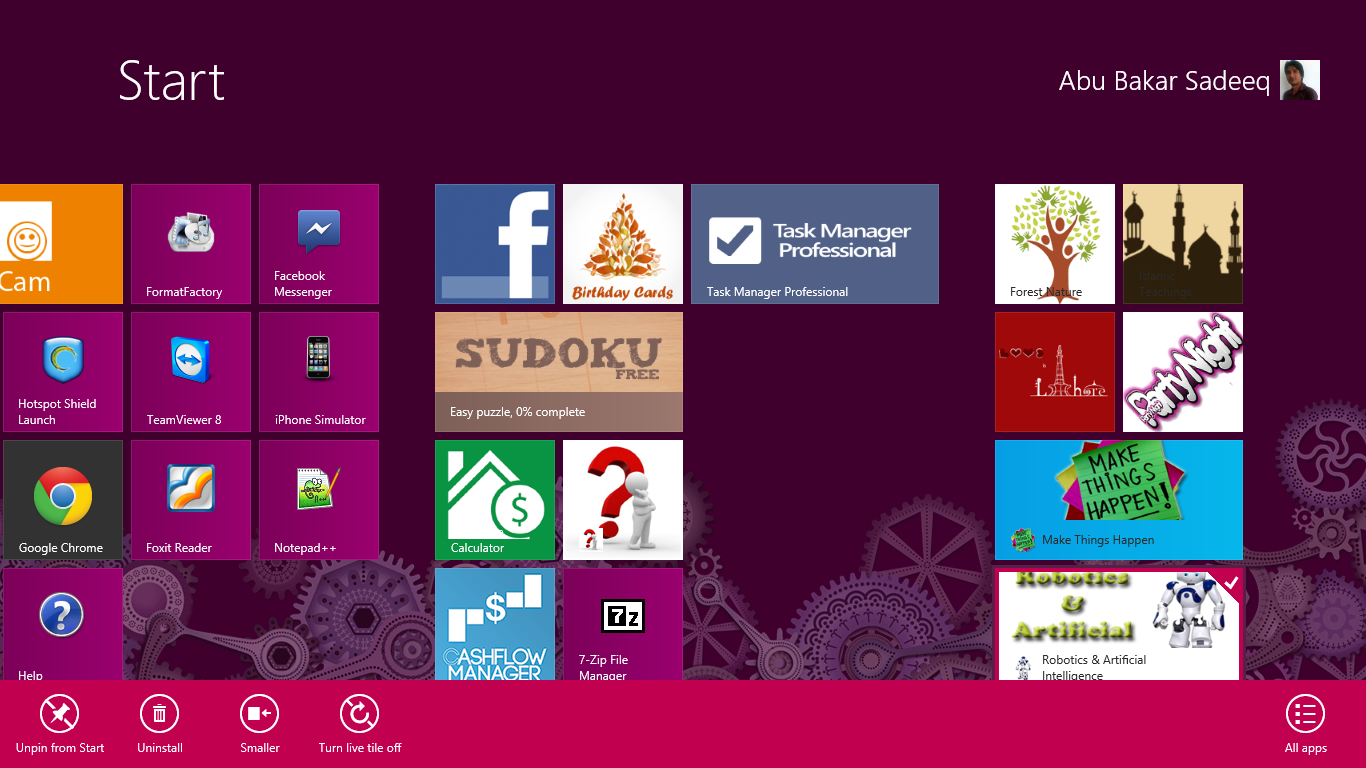 Start
Abu Bakar Sadeeq
Cam
FormatFactory
Facebook
Messenger
f
Birthday Cards
Task Manager
Professional
Task Manager Professional
Forest Nature
Islamic
Teachings
Hotspot Shield
Launch
TeamViewer 8
iPhone Simulator
SUDOKU
FREE
Easy puzzle, 0% complete
LOVE
Lahore
Party Night
Google Chrome
Foxit Reader
Notepad++
$
Calculator
?
MAKE
THINGS
HAPPEN!
Make Things Happen
?
Help
$
CASHFLOW
MANAGER
7z
7-Zip File
Manager
Robotics
&
Artificial
Robotics & Artificial
Intelligence
Unpin from Start
Uninstall
Smaller
Turn live tile off
All apps